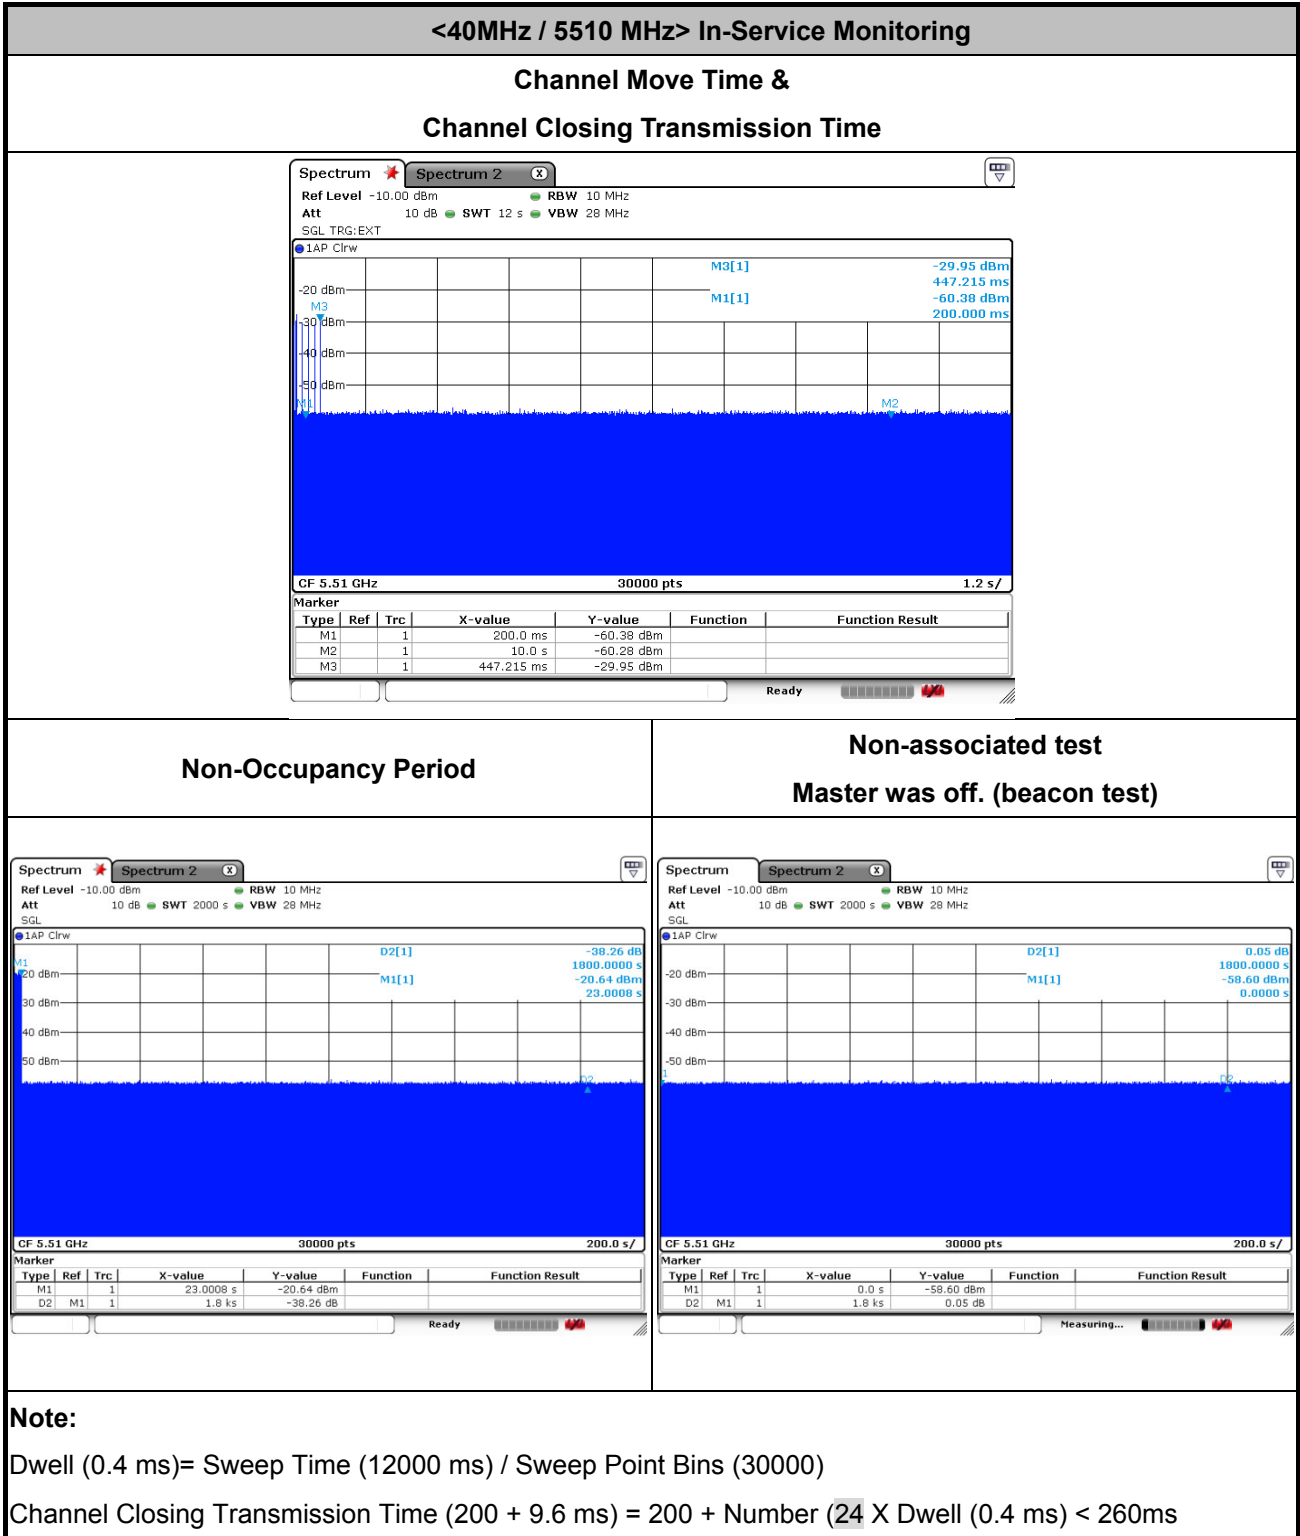 <40MHz / 5510 MHz> In-Service Monitoring
Channel Move Time &
Channel Closing Transmission Time
Spectrum Spectrum 2 X
Ref Level -10.00 dBm RBW 10 MHz
Att 10 dB SWT 12 s VBW 28 MHz
SGL TRG:EXT
1AP Clrw
M3[1] -29.95 dBm
447.215 ms
-20 dBm
M1[1] -60.38 dBm
M3
200.000 ms
-30 dBm
-40 dBm
-50 dBm
M1 M2
CF 5.51 GHz 30000 pts 1.2 s/
Marker
Type Ref Trc X-value Y-value Function Function Result
M1 1 200.0 ms -60.38 dBm
M2 1 10.0 s -60.28 dBm
M3 1 447.215 ms -29.95 dBm
Ready
Non-Occupancy Period
Spectrum Spectrum 2 X
Ref Level -10.00 dBm RBW 10 MHz
Att 10 dB SWT 2000 s VBW 28 MHz
SGL
1AP Clrw
D2[1] -38.26 dB
M1 1800.0000 s
20 dBm M1[1] -20.64 dBm
23.0008 s
30 dBm
40 dBm
50 dBm
D2
CF 5.51 GHz 30000 pts 200.0 s/
Marker
Type Ref Trc X-value Y-value Function Function Result
M1 1 23.0008 s -20.64 dBm
D2 M1 1 1.8 ks -38.26 dB
Ready
Non-associated test
Master was off. (beacon test)
Spectrum Spectrum 2 X
Ref Level -10.00 dBm RBW 10 MHz
Att 10 dB SWT 2000 s VBW 28 MHz
SGL
1AP Clrw
D2[1] 0.05 dB
1800.0000 s
-20 dBm M1[1] -58.60 dBm
0.0000 s
-30 dBm
-40 dBm
-50 dBm
1 D2
CF 5.51 GHz 30000 pts 200.0 s/
Marker
Type Ref Trc X-value Y-value Function Function Result
M1 1 0.0 s -58.60 dBm
D2 M1 1 1.8 ks 0.05 dB
Measuring...
Note:
Dwell (0.4 ms)= Sweep Time (12000 ms) / Sweep Point Bins (30000)
Channel Closing Transmission Time (200 + 9.6 ms) = 200 + Number (24 X Dwell (0.4 ms) < 260ms